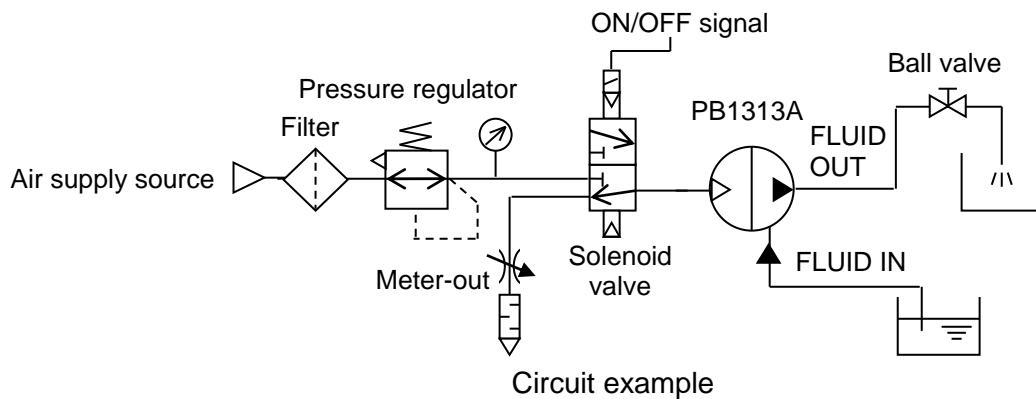 ON/OFF signal
Ball valve
Pressure regulator
PB1313A
Filter
FLUID
OUT
Air supply source
Solenoid
valve
FLUID IN
Meter-out
Circuit example